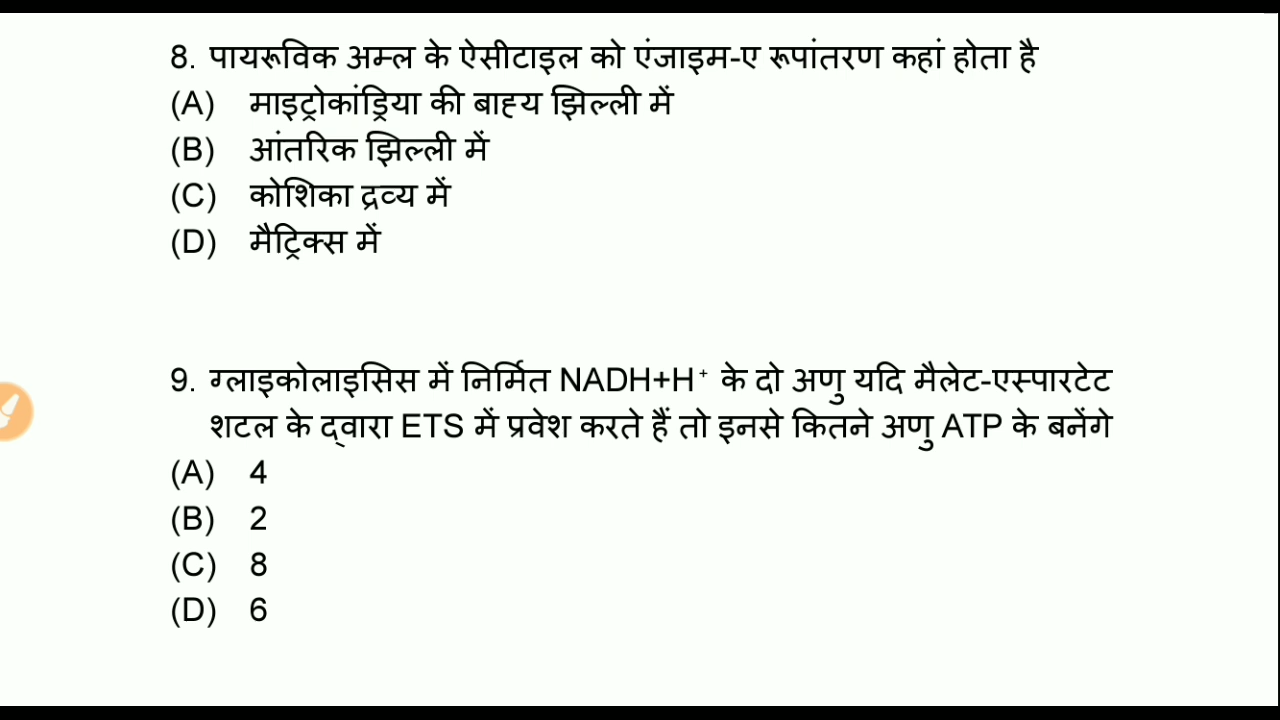 8. पायरूविक अम्ल के ऐसीटाइल को एंजाइम-ए रूपांतरण कहां होता है
(A) माइट्रोकांड्रिया की बाह्य झिल्ली में
(B) आंतरिक झिल्ली में
(C) कोशिका द्रव्य में
(D) मैट्रिक्स में
9. ग्लाइकोलाइसिस में निर्मित NADH+H⁺ के दो अणु यदि मैलेट-एस्पारटेट
शटल के द्वारा ETS में प्रवेश करते हैं तो इनसे कितने अणु ATP के बनेंगे
(A) 4
(B) 2
(C) 8
(D) 6